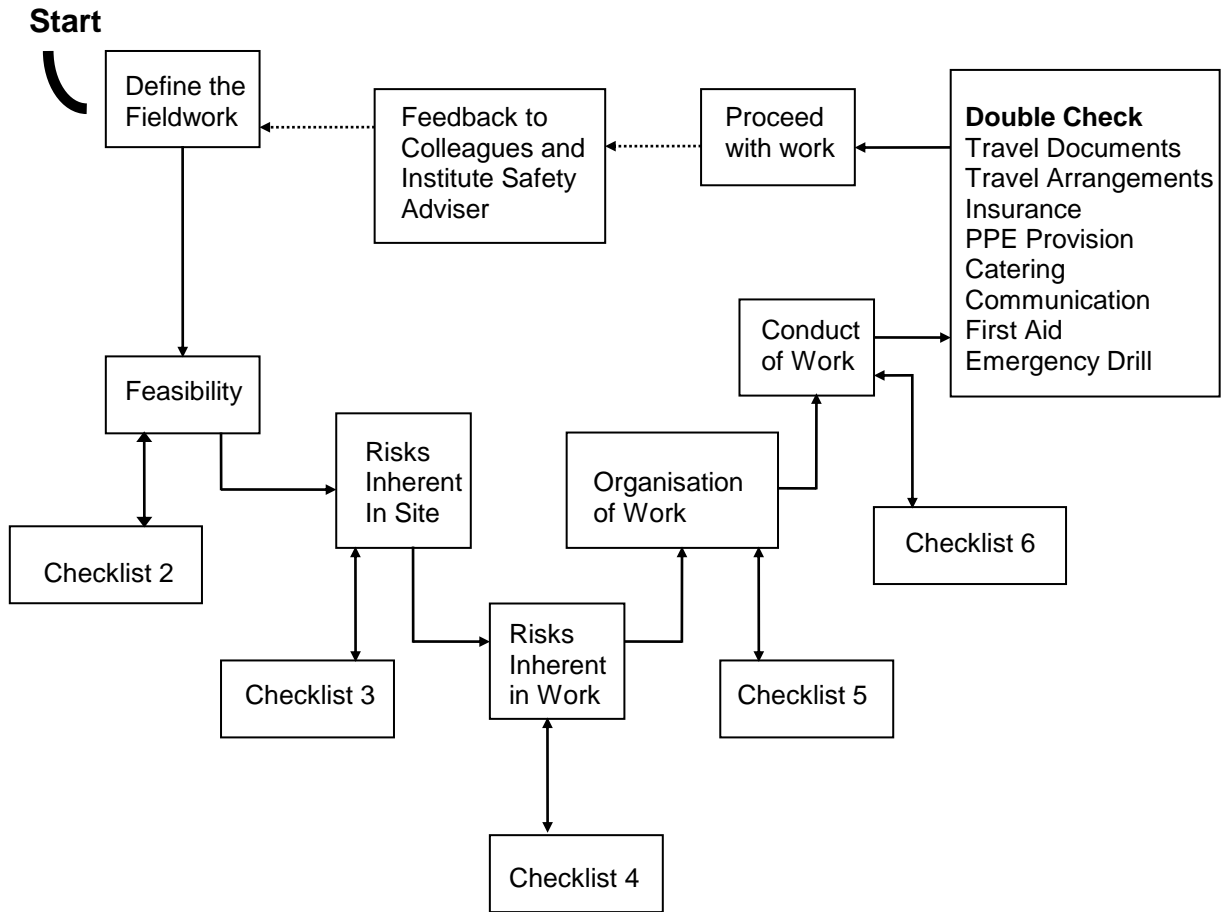 Start
Define the
Fieldwork
Feedback to
Colleagues and
Institute Safety
Adviser
Proceed
with work
Double Check
Travel Documents
Travel Arrangements
Insurance
PPE Provision
Catering
Communication
First Aid
Emergency Drill
Feasibility
Conduct
of Work
Risks
Inherent
In Site
Organisation
of Work
Checklist 2
Checklist 6
Risks
Inherent
in Work
Checklist 3
Checklist 5
Checklist 4